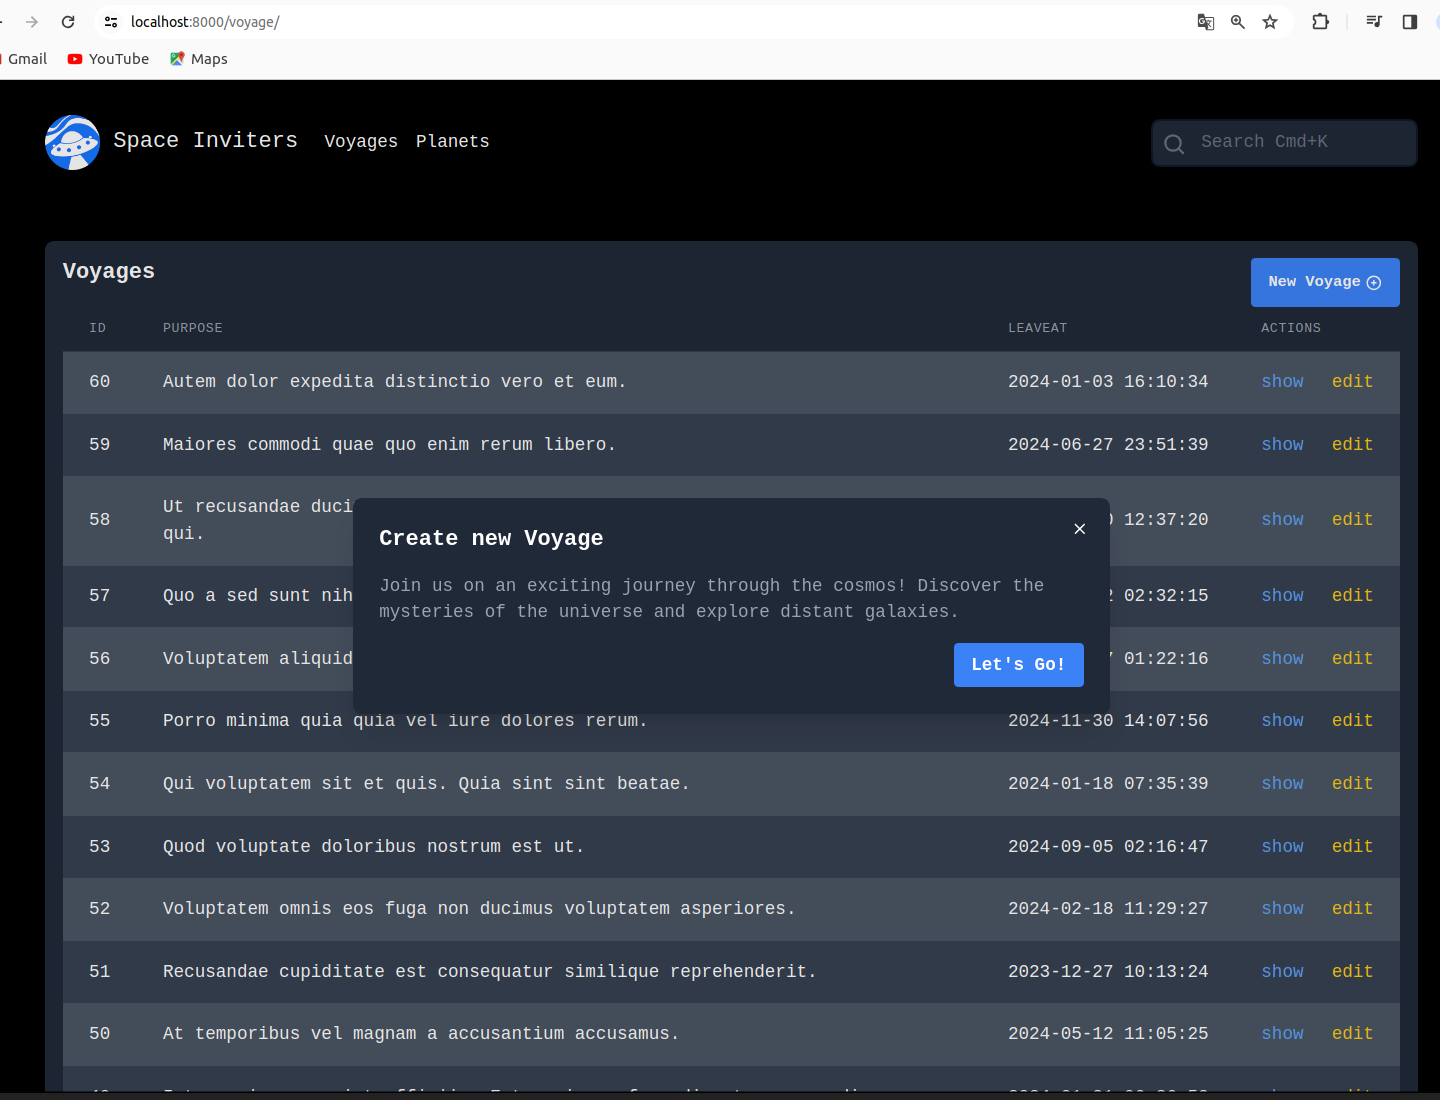 localhost:8000/voyage/
Gmail YouTube Maps
Space Inviters Voyages Planets Search Cmd+K
Voyages New Voyage
ID PURPOSE LEAVEAT ACTIONS
60 Autem dolor expedita distinctio vero et eum. 2024-01-03 16:10:34 show edit
59 Maiores commodi quae quo enim rerum libero. 2024-06-27 23:51:39 show edit
58 Ut recusandae 12:37:20 show edit
qui.
Create new Voyage
Join us on an exciting journey through the cosmos! Discover the
mysteries of the universe and explore distant galaxies.
Let's Go!
57 Quo a sed sunt 02:32:15 show edit
56 Voluptatem aliquid 01:22:16 show edit
55 Porro minima quia quia vel iure dolores rerum. 2024-11-30 14:07:56 show edit
54 Qui voluptatem sit et quis. Quia sint sint beatae. 2024-01-18 07:35:39 show edit
53 Quod voluptate doloribus nostrum est ut. 2024-09-05 02:16:47 show edit
52 Voluptatem omnis eos fuga non ducimus voluptatem asperiores. 2024-02-18 11:29:27 show edit
51 Recusandae cupiditate est consequatur similique reprehenderit. 2023-12-27 10:13:24 show edit
50 At temporibus vel magnam a accusantium accusamus. 2024-05-12 11:05:25 show edit